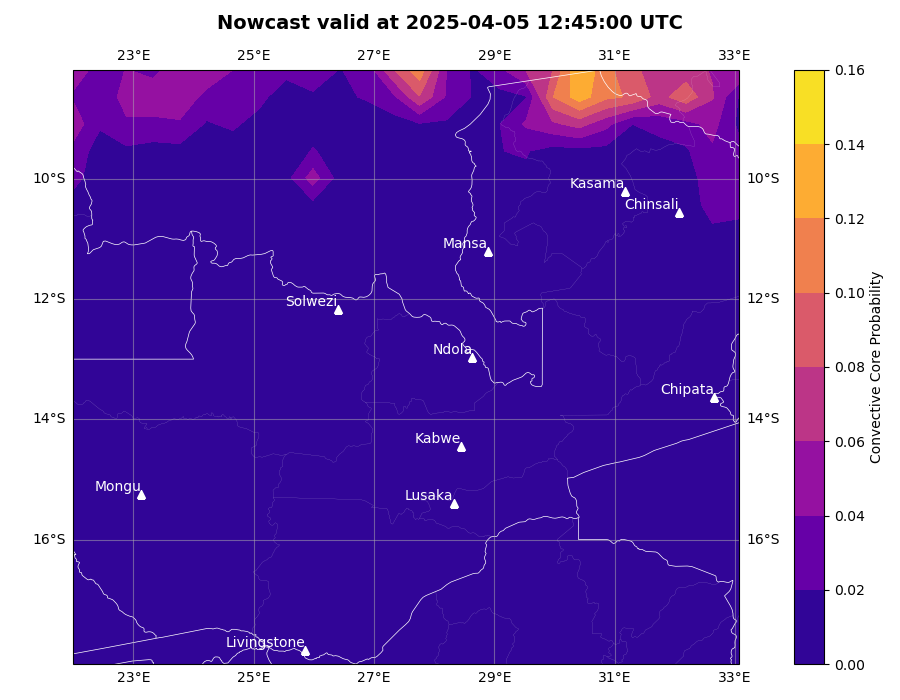 Nowcast valid at 2025-04-05 12:45:00 UTC
23°E 25°E 27°E 29°E 31°E 33°E
0.16
0.14
0.12
0.10
0.08
0.06
0.04
0.02
0.00
Convective Core Probability
10°S 10°S
12°S 12°S
14°S 14°S
16°S 16°S
Kasama
Chinsali
Mansa
Solwezi
Ndola
Chipata
Kabwe
Mongu
Lusaka
Livingstone
23°E 25°E 27°E 29°E 31°E 33°E